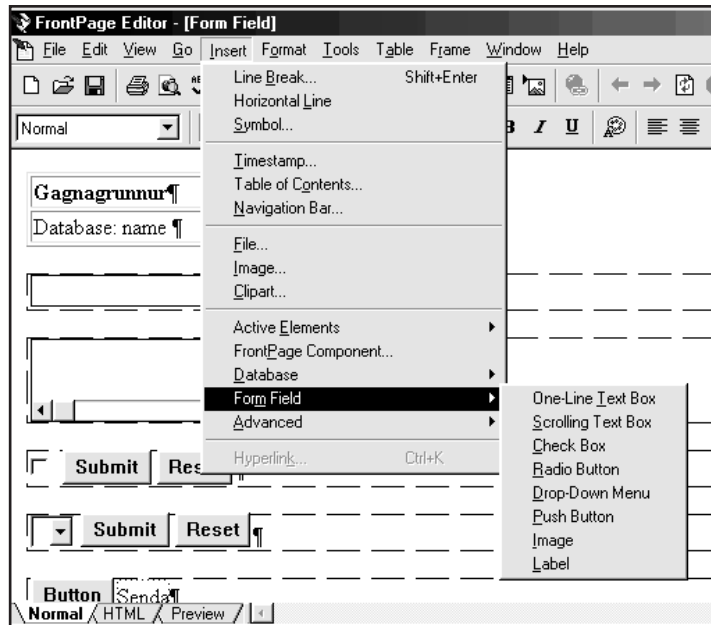 FrontPage Editor - [Form Field]
File Edit View Go Insert Format Tools Table Frame Window Help
Normal
I U
Line Break... Shift+Enter
Horizontal Line
Symbol...
Timestamp...
Table of Contents...
Navigation Bar...
File...
Image...
Clipart...
Active Elements
FrontPage Component...
Database
Form Field
Advanced
Hyperlink... Ctrl+K
One-Line Text Box
Scrolling Text Box
Check Box
Radio Button
Drop-Down Menu
Push Button
Image
Label
Gagnagrunnur¶
Database: name ¶
Submit Res ¶
Submit Reset ¶
Button Senda¶
Normal HTML Preview